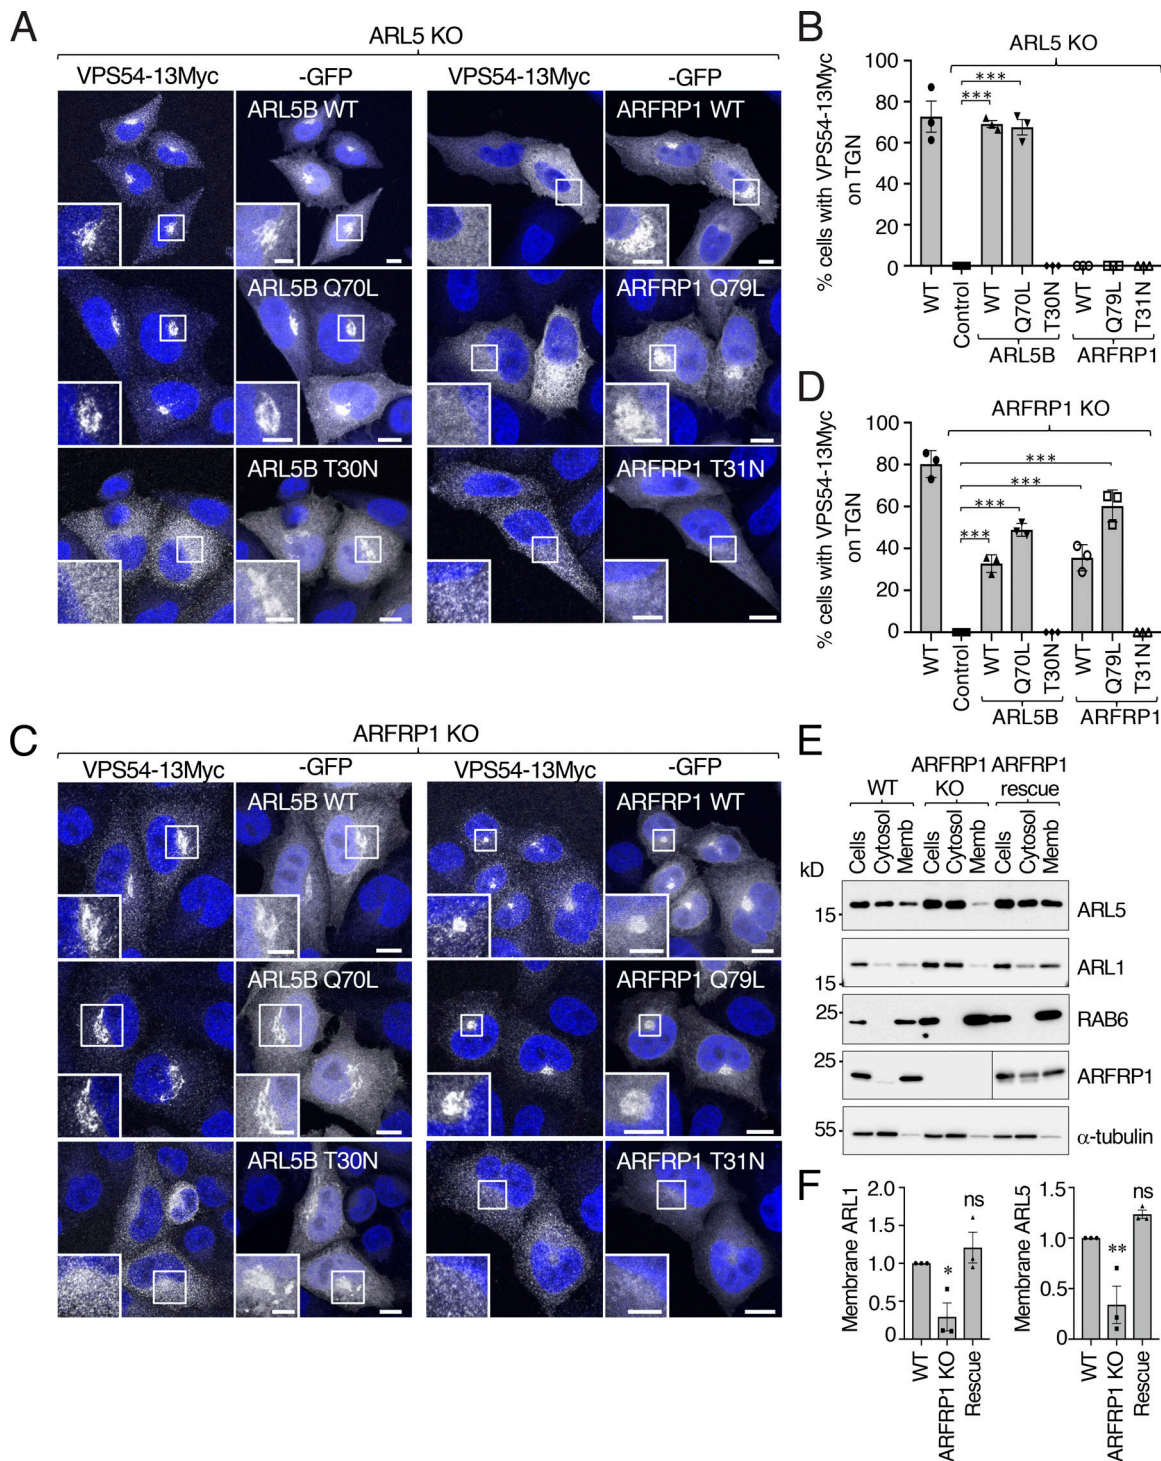 A
ARL5 KO
VPS54-13Myc -GFP VPS54-13Myc -GFP
ARL5B WT
ARFRP1 WT
ARL5B Q70L
ARFRP1 Q79L
ARL5B T30N
ARFRP1 T31N
B
ARL5 KO
% cells with VPS54-13Myc
on TGN
100
80
60
40
20
0
***
***
WT
Control
WT
Q70L
T30N
WT
Q79L
T31N
ARL5B ARFRP1
C
ARFRP1 KO
VPS54-13Myc -GFP VPS54-13Myc -GFP
ARL5B WT
ARFRP1 WT
ARL5B Q70L
ARFRP1 Q79L
ARL5B T30N
ARFRP1 T31N
D
ARFRP1 KO
% cells with VPS54-13Myc
on TGN
100
80
60
40
20
0
***
***
***
***
WT
Control
WT
Q70L
T30N
WT
Q79L
T31N
ARL5B ARFRP1
E
WT
ARFRP1
KO
ARFRP1
rescue
Cells
Cytosol
Memb
Cells
Cytosol
Memb
Cells
Cytosol
Memb
kD
15 ARL5
15 ARL1
25 RAB6
25 ARFRP1
55 α-tubulin
F
Membrane ARL1
2.0
1.5
1.0
0.5
0
*
ns
WT
ARFRP1 KO
Rescue
Membrane ARL5
1.5
1.0
0.5
0
**
ns
WT
ARFRP1 KO
Rescue